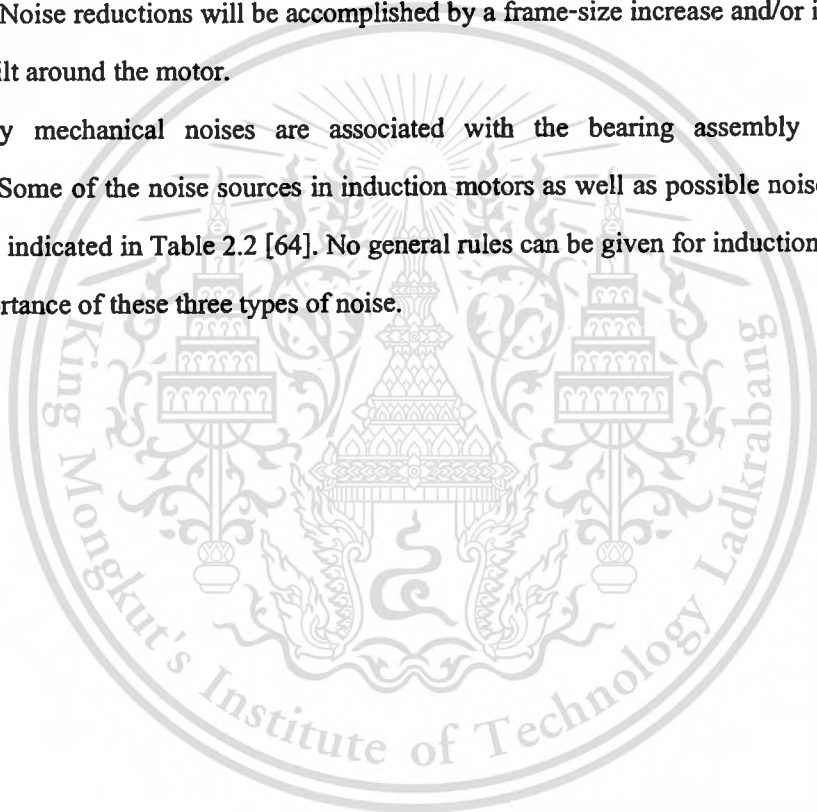 Noise reductions will be accomplished by a frame-size increase and/or i
ilt around the motor.
y mechanical noises are associated with the bearing assembly
Some of the noise sources in induction motors as well as possible noise
indicated in Table 2.2 [64]. No general rules can be given for induction
rtance of these three types of noise.
King Mongkut's Institute of Technology Ladkrabang